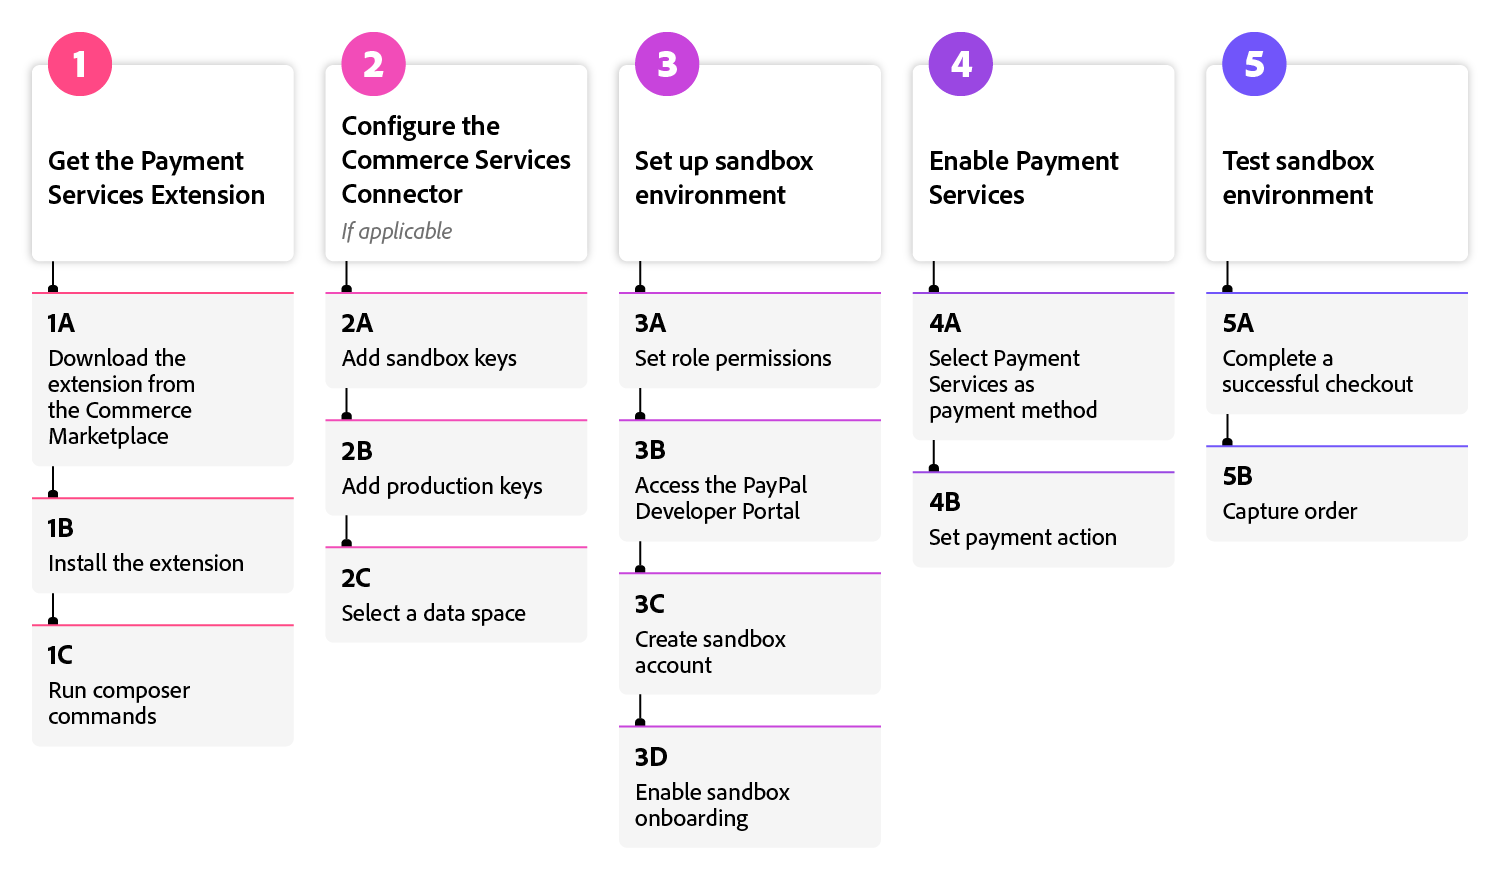 1
Get the Payment
Services Extension
1A
Download the
extension from
the Commerce
Marketplace
1B
Install the extension
1C
Run composer
commands
2
Configure the
Commerce Services
Connector
If applicable
2A
Add sandbox keys
2B
Add production keys
2C
Select a data space
3
Set up sandbox
environment
3A
Set role permissions
3B
Access the PayPal
Developer Portal
3C
Create sandbox
account
3D
Enable sandbox
onboarding
4
Enable Payment
Services
4A
Select Payment
Services as
payment method
4B
Set payment action
5
Test sandbox
environment
5A
Complete a
successful checkout
5B
Capture order